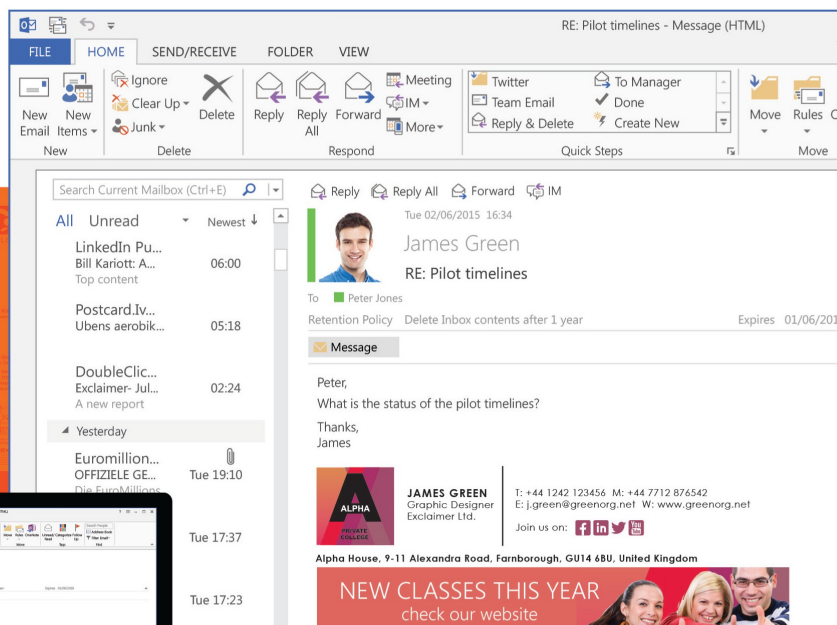 RE: Pilot timelines - Message (HTML)
FILE HOME SEND/RECEIVE FOLDER VIEW
New Email
New Items
New
Ignore
Clear Up
Junk
Delete
Delete
Reply
Reply All
Forward
Meeting
IM
More
Respond
Twitter
Team Email
Reply & Delete
To Manager
Done
Create New
Quick Steps
Move
Rules
Move
Search Current Mailbox (Ctrl+E)
All Unread Newest
LinkedIn Pu...
Bill Kariott: A... 06:00
Top content
Postcard.Iv...
Ubens aerobik... 05:18
DoubleClic...
Exclaimer- Jul... 02:24
A new report
Yesterday
Euromillion...
OFFIZIELE GE... Tue 19:10
Die EuroMillions
Tue 17:37
Tue 17:23
Reply Reply All Forward IM
Tue 02/06/2015 16:34
James Green
RE: Pilot timelines
To Peter Jones
Retention Policy Delete Inbox contents after 1 year Expires 01/06/201
Message
Peter,
What is the status of the pilot timelines?
Thanks,
James
ALPHA
PRIVATE
COLLEGE
JAMES GREEN
Graphic Designer
Exclaimer Ltd.
T: +44 1242 123456 M: +44 7712 876542
E: j.green@greenorg.net W: www.greenorg.net
Join us on:
Alpha House, 9-11 Alexandra Road, Farnborough, GU14 6BU, United Kingdom
NEW CLASSES THIS YEAR
check our website